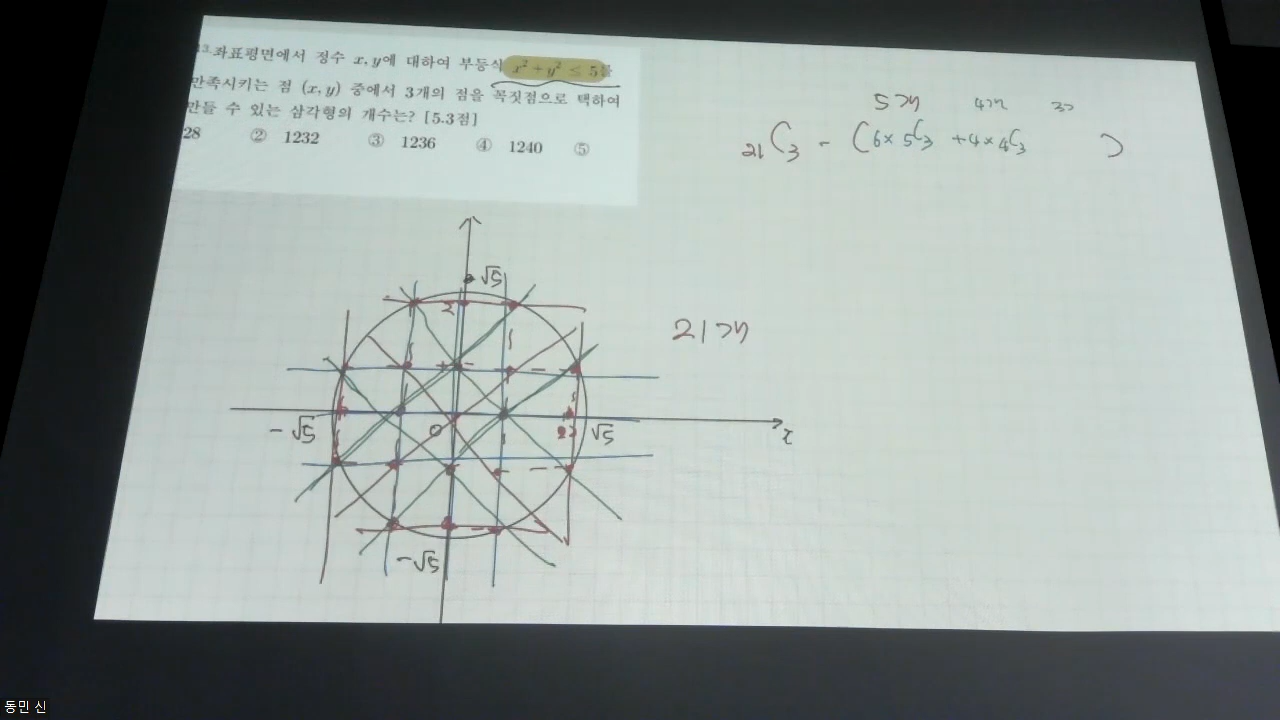 13.좌표평면에서 정수 x, y에 대하여 부등식 x² + y² ≤ 5를
만족시키는 점 (x, y) 중에서 3개의 점을 꼭짓점으로 택하여
만들 수 있는 삼각형의 개수는? [5.3점]
28 ② 1232 ③ 1236 ④ 1240 ⑤
5개 4개
₂₁C₃ - (6×₅C₃ +4×₄C₃ )
√5
2
21개
-√5 O √5 x
-√5
동민 신